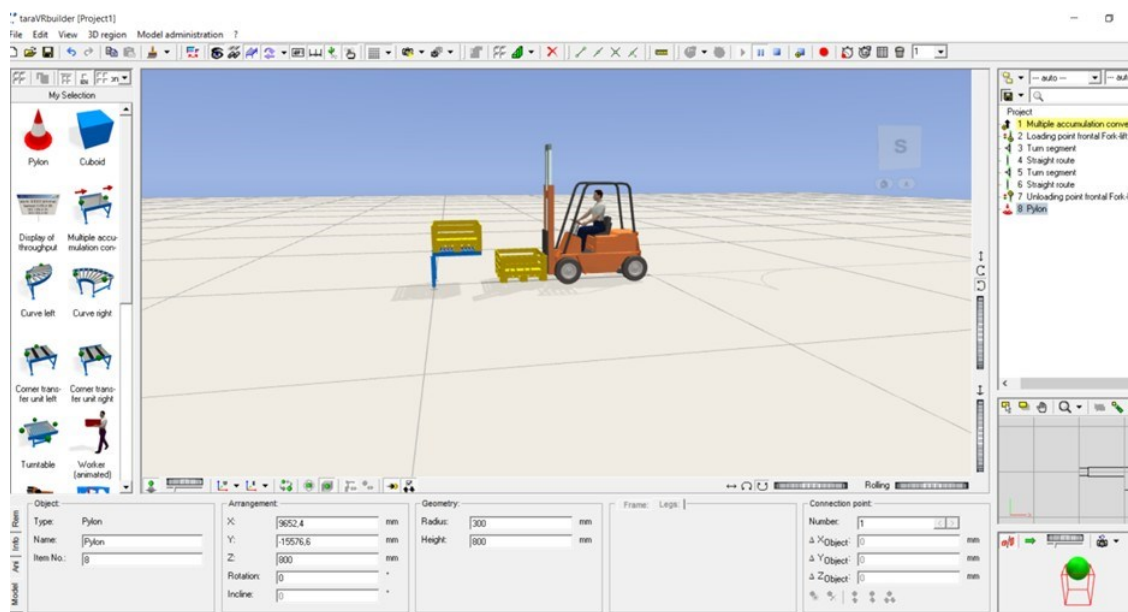 taraVRbuilder [Project1]
File Edit View 3D region Model administration ?
1
My Selection
Pylon Cuboid
Display of throughput
Multiple accu-
mulation con-
Curve left Curve right
Corner trans-
fer unit left
Corner trans-
fer unit right
Turntable
Worker
(animated)
S
Rolling
-- auto --
Project
1 Multiple accumulation conve
2 Loading point frontal Fork-lift
3 Turn segment
4 Straight route
5 Turn segment
6 Straight route
7 Unloading point frontal Fork-l
8 Pylon
Rem
Info
Ani
Model
Object:
Type: Pylon
Name: Pylon
Item No.: 8
Arrangement:
X: 9652,4 mm
Y: -15576,6 mm
Z: 800 mm
Rotation: 0 °
Incline: 0 °
Geometry:
Radius: 300 mm
Height: 800 mm
Frame: Legs
Connection point:
Number: 1
Δ XObject: 0 mm
Δ YObject: 0 mm
Δ ZObject: 0 mm